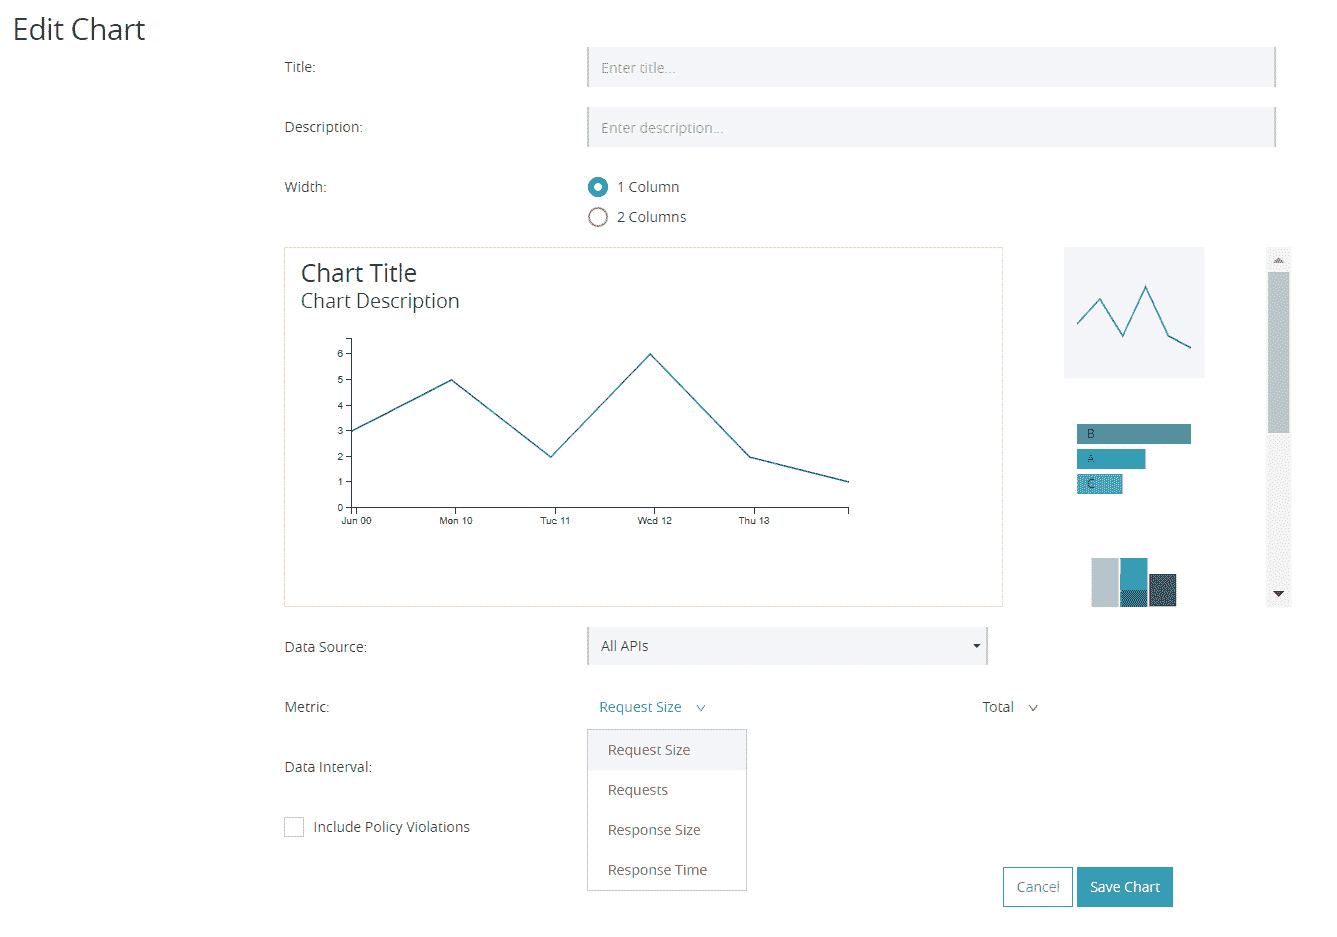 Edit Chart
Title:
Enter title...
Description:
Enter description...
Width:
1 Column
2 Columns
Chart Title
Chart Description
6
5
4
3
2
1
0
Jun 09
Mon 10
Tue 11
Wed 12
Thu 13
B
A
C
Data Source:
All APIs
Metric:
Request Size
Total
Request Size
Data Interval:
Requests
Include Policy Violations
Response Size
Response Time
Cancel
Save Chart